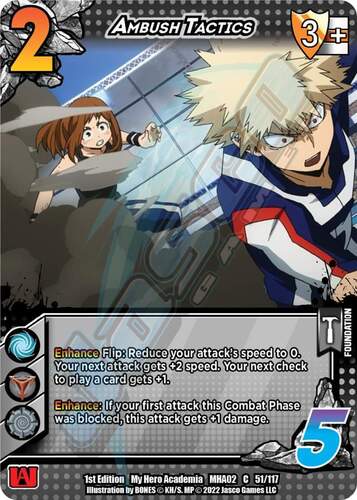 2
AMBUSH TACTICS
3 +
FOUNDATION
Enhance Flip: Reduce your attack's speed to 0.
Your next attack gets +2 speed. Your next check
to play a card gets +1.
Enhance: If your first attack this Combat Phase
was blocked, this attack gets +1 damage.
5
1st Edition My Hero Academia MHA02 C 51/117
Illustration by BONES © KH/S. MP © 2022 Jasco Games LLC